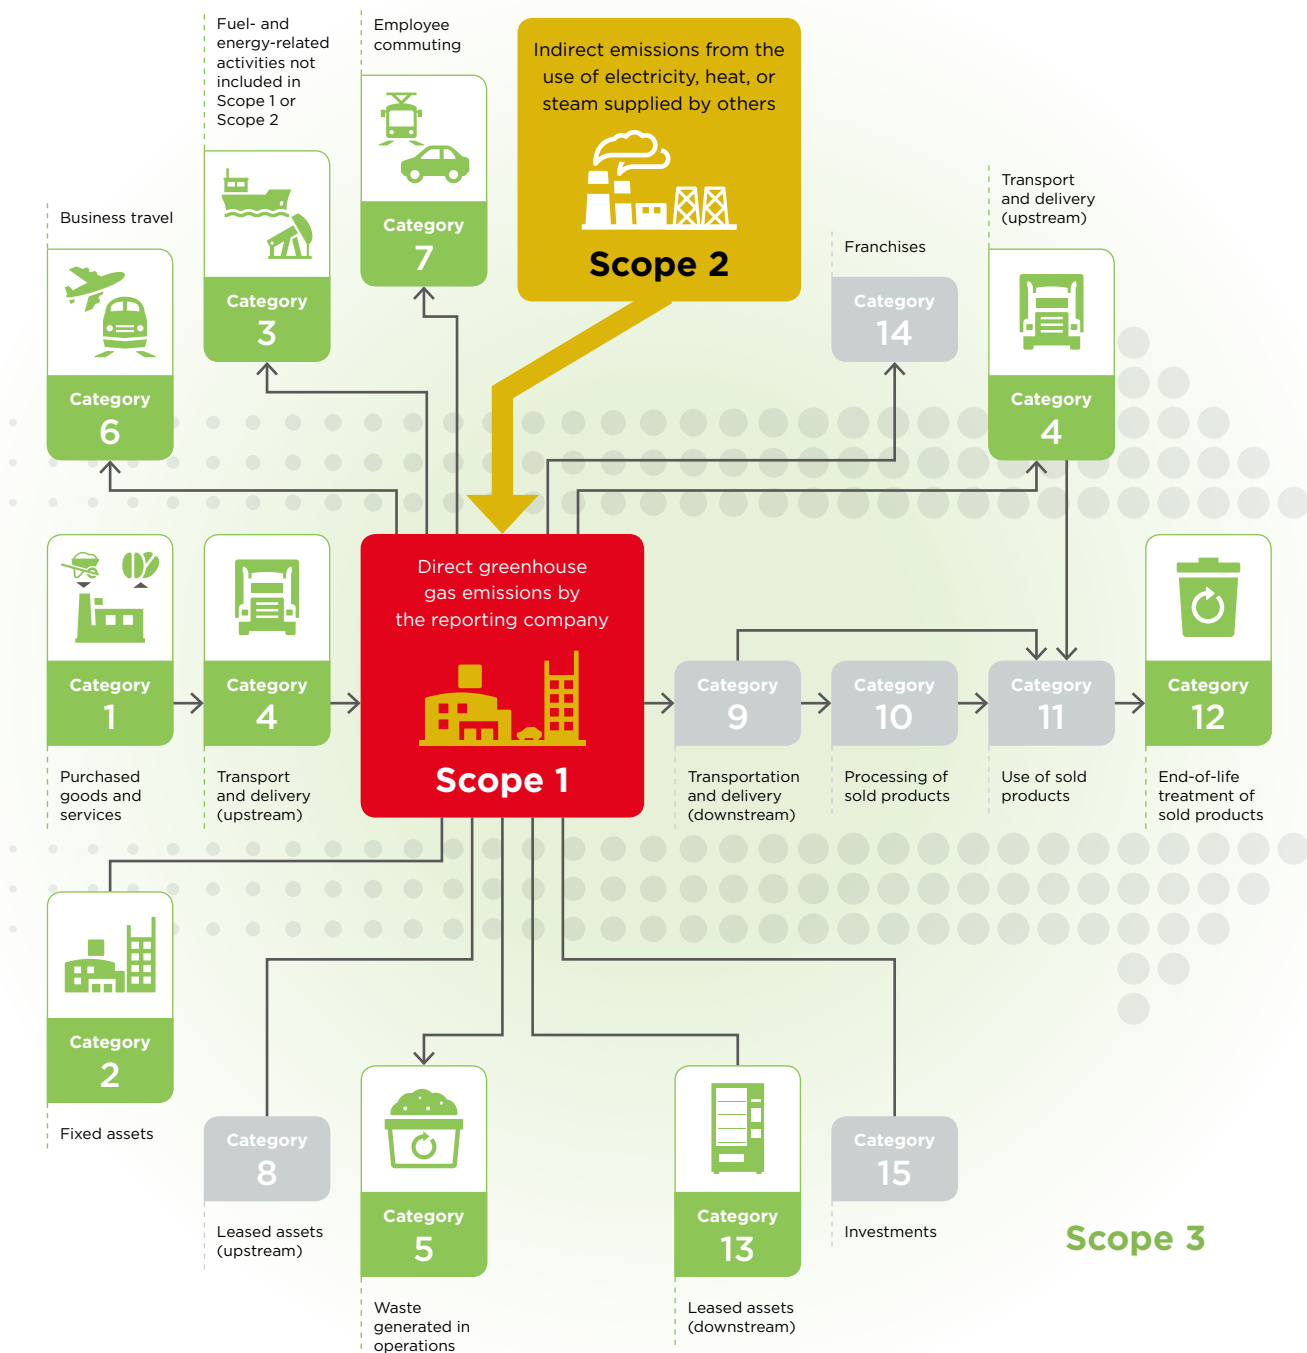 Fuel- and
energy-related
activities not
included in
Scope 1 or
Scope 2
Category
3
Employee
commuting
Category
7
Indirect emissions from the
use of electricity, heat, or
steam supplied by others
Scope 2
Business travel
Category
6
Franchises
Category
14
Transport
and delivery
(upstream)
Category
4
Category
1
Purchased
goods and
services
Category
4
Transport
and delivery
(upstream)
Direct greenhouse
gas emissions by
the reporting company
Scope 1
Category
9
Transportation
and delivery
(downstream)
Category
10
Processing of
sold products
Category
11
Use of sold
products
Category
12
End-of-life
treatment of
sold products
Category
2
Fixed assets
Category
8
Leased assets
(upstream)
Category
5
Waste
generated in
operations
Category
13
Leased assets
(downstream)
Category
15
Investments
Scope 3